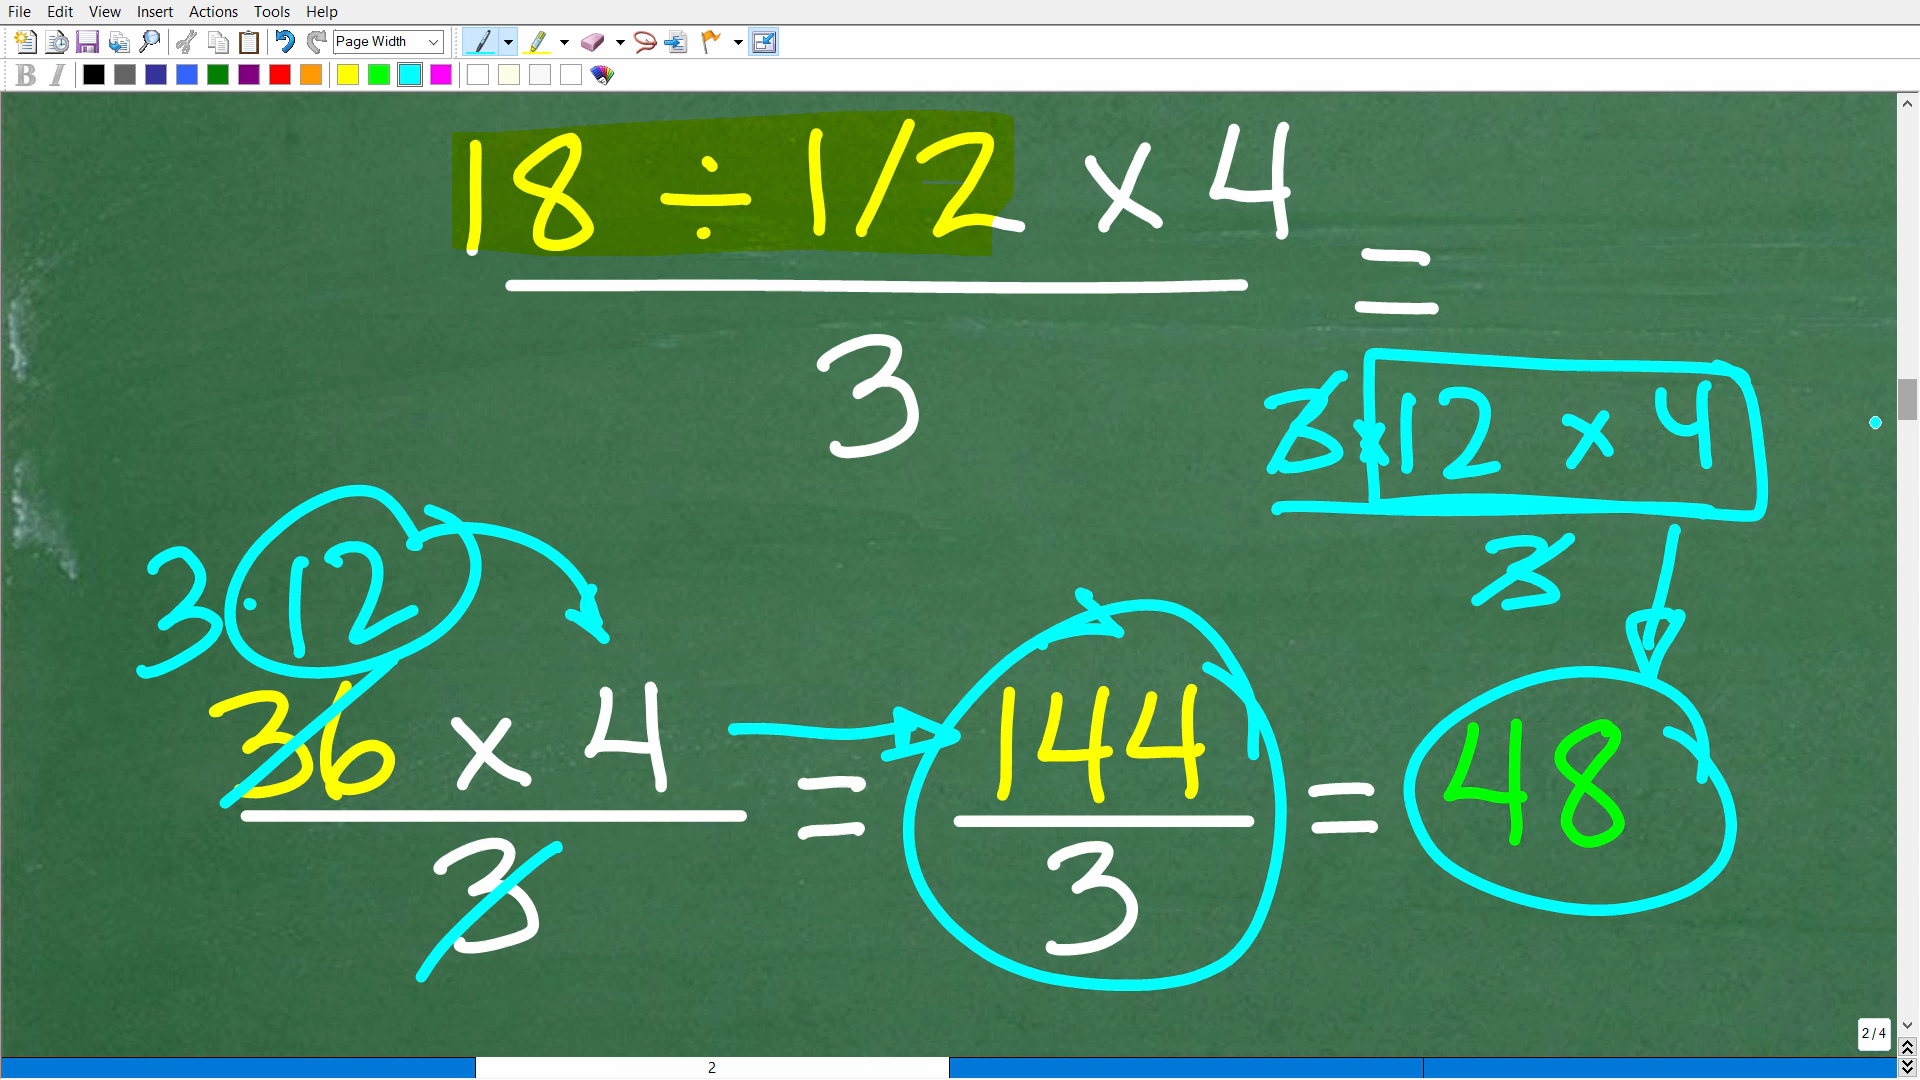 File Edit View Insert Actions Tools Help
Page Width
B I
18 ÷ 1/2 x 4
=
3
3 x 12 x 4
3
3 · 12
36 x 4 = 144 = 48
3 3
2 / 4
2